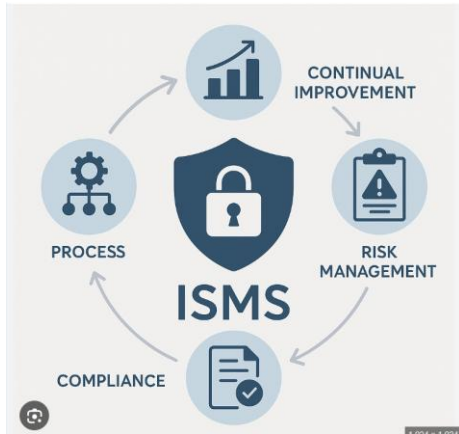 CONTINUAL
IMPROVEMENT
PROCESS
RISK
MANAGEMENT
ISMS
COMPLIANCE